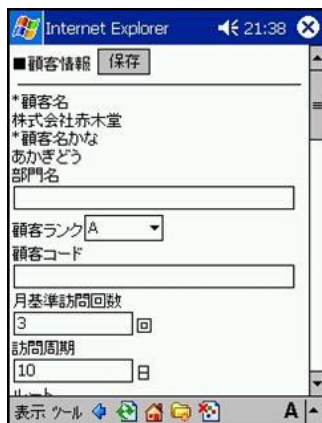 Internet Explorer 21:38
■顧客情報 保存
*顧客名
株式会社赤木堂
*顧客名かな
あかぎどう
部門名
顧客ランク A
顧客コード
月基準訪問回数
3 回
訪問周期
10 日
ルート
表示 ツール A